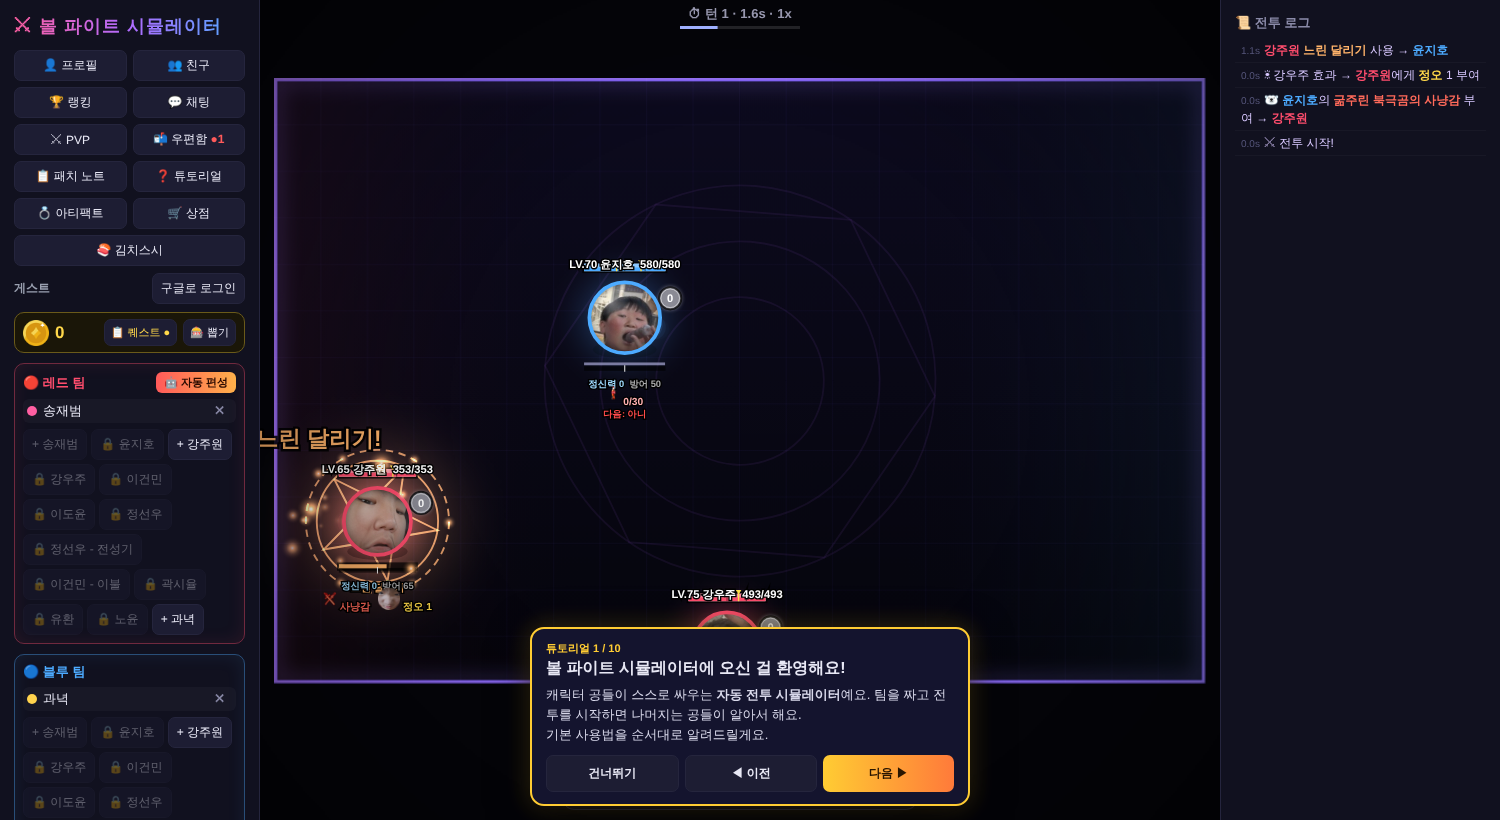 볼 파이트 시뮬레이터
프로필
친구
랭킹
채팅
PVP
우편함 ●1
패치 노트
튜토리얼
아티팩트
상점
김치스시
게스트
구글로 로그인
0
퀘스트 ●
뽑기
레드 팀
자동 편성
송재범 ✕
+ 송재범
윤지호
+ 강주원
강우주
이건민
이도윤
정선우
정선우 - 전성기
이건민 - 이불
곽시율
유환
노윤
+ 과녁
블루 팀
과녁 ✕
+ 송재범
윤지호
+ 강주원
강우주
이건민
이도윤
정선우
턴 1 · 1.6s · 1x
LV.70 윤지호 580/580
0
정신력 0 방어 50
0/30
다음: 아니
느린 달리기!
LV.65 강주원 353/353
0
정신력 0 방어 65
사냥감
정오 1
LV.75 강우주 493/493
튜토리얼 1 / 10
볼 파이트 시뮬레이터에 오신 걸 환영해요!
캐릭터 공들이 스스로 싸우는 자동 전투 시뮬레이터예요. 팀을 짜고 전
투를 시작하면 나머지는 공들이 알아서 해요.
기본 사용법을 순서대로 알려드릴게요.
건너뛰기
◀ 이전
다음 ▶
전투 로그
1.1s 강주원 느린 달리기 사용 → 윤지호
0.0s 강우주 효과 → 강주원에게 정오 1 부여
0.0s 윤지호의 굶주린 북극곰의 사냥감 부
여 → 강주원
0.0s 전투 시작!